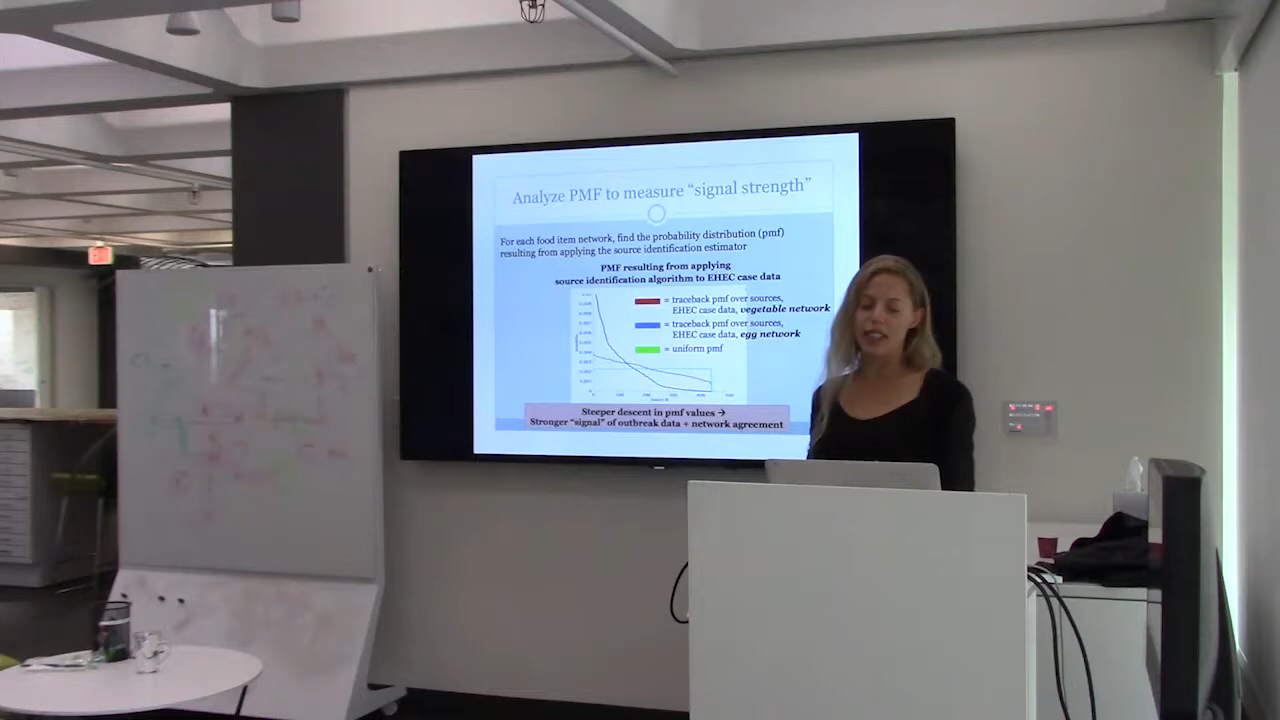 Analyze PMF to measure “signal strength”
For each food item network, find the probability distribution (pmf)
resulting from applying the source identification estimator
PMF resulting from applying
source identification algorithm to EHEC case data
= traceback pmf over sources,
EHEC case data, vegetable network
= traceback pmf over sources,
EHEC case data, egg network
= uniform pmf
Steeper descent in pmf values →
Stronger “signal” of outbreak data + network agreement